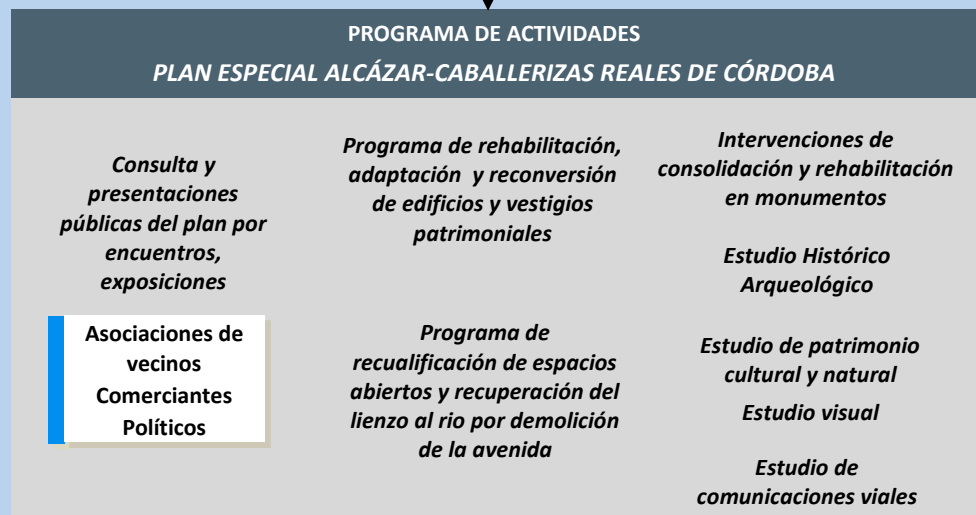 PROGRAMA DE ACTIVIDADES
PLAN ESPECIAL ALCÁZAR-CABALLERIZAS REALES DE CÓRDOBA
Consulta y
presentaciones
públicas del plan por
encuentros,
exposiciones
Asociaciones de
vecinos
Comerciantes
Políticos
Programa de rehabilitación,
adaptación y reconversión
de edificios y vestigios
patrimoniales
Programa de
recualificación de espacios
abiertos y recuperación del
lienzo al rio por demolición
de la avenida
Intervenciones de
consolidación y rehabilitación
en monumentos
Estudio Histórico
Arqueológico
Estudio de patrimonio
cultural y natural
Estudio visual
Estudio de
comunicaciones viales